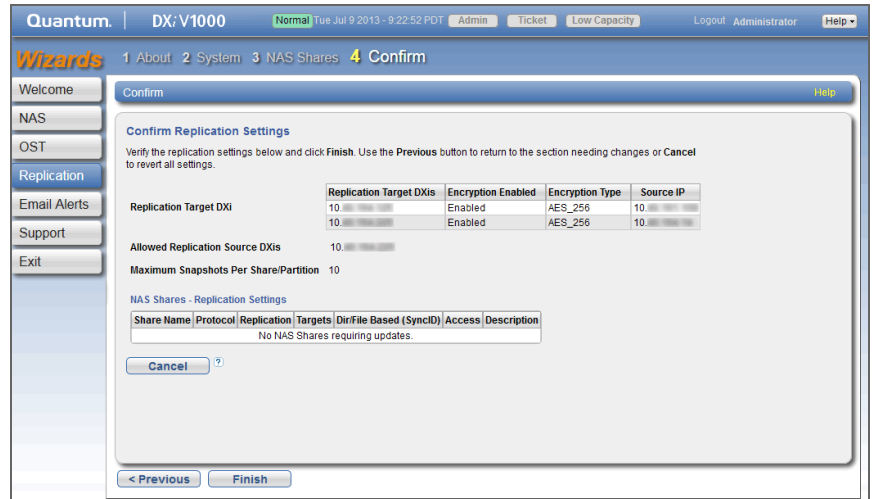 Quantum. DXi V1000 Normal Tue Jul 9 2013 - 9:22:52 PDT Admin Ticket Low Capacity Logout Administrator Help
Wizards 1 About 2 System 3 NAS Shares 4 Confirm
Welcome
NAS
OST
Replication
Email Alerts
Support
Exit
Confirm Help
Confirm Replication Settings
Verify the replication settings below and click Finish. Use the Previous button to return to the section needing changes or Cancel
to revert all settings.
Replication Target DXis Encryption Enabled Encryption Type Source IP
Replication Target DXi 10. Enabled AES_256 10.
10. Enabled AES_256 10.
Allowed Replication Source DXis 10.
Maximum Snapshots Per Share/Partition 10
NAS Shares - Replication Settings
Share Name Protocol Replication Targets Dir/File Based (SyncID) Access Description
No NAS Shares requiring updates.
Cancel ?
< Previous Finish